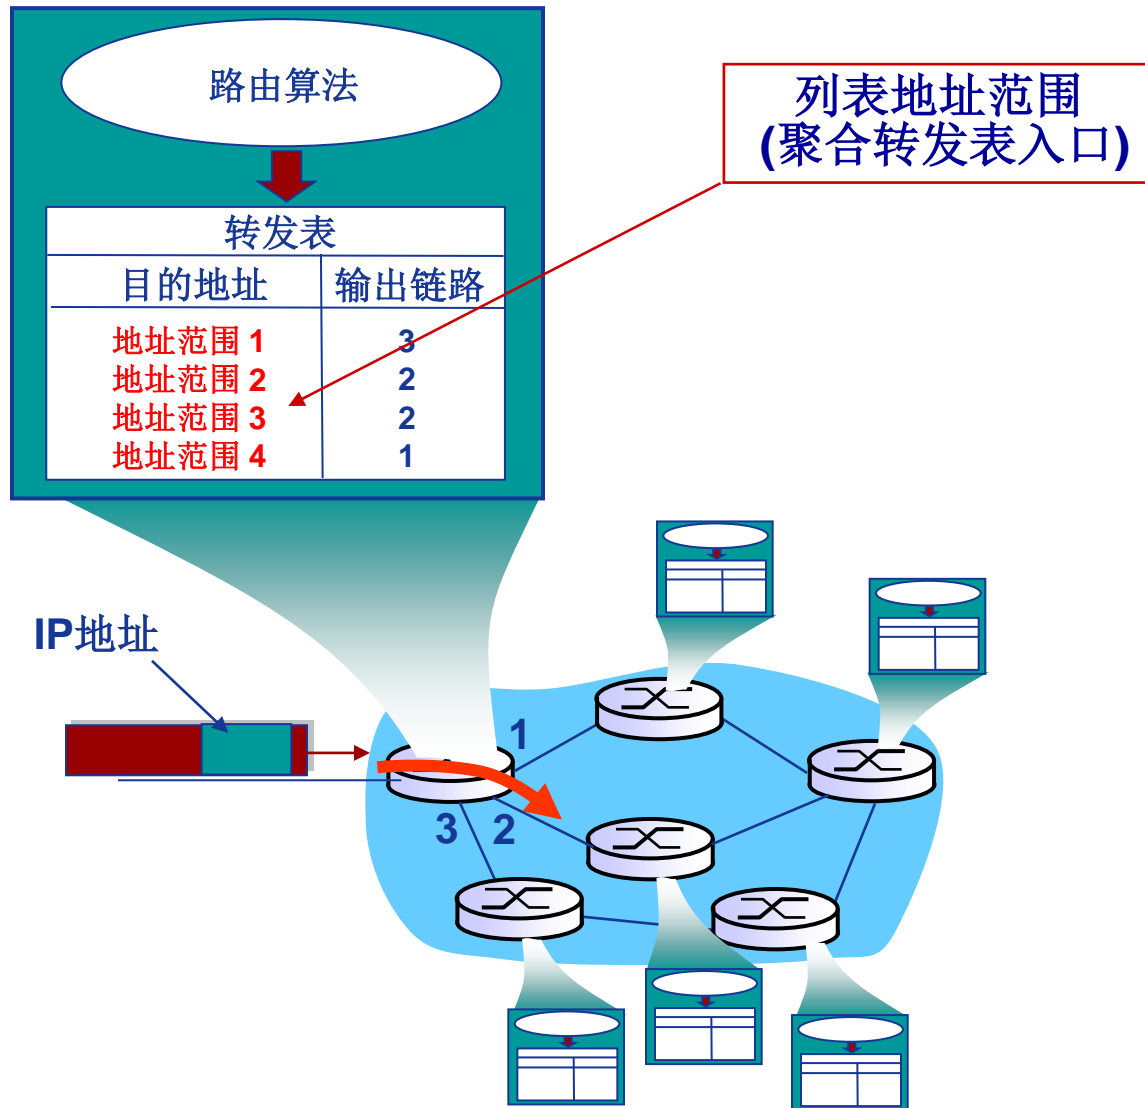 路由算法
列表地址范围
(聚合转发表入口)
转发表
目的地址 输出链路
地址范围 1 3
地址范围 2 2
地址范围 3 2
地址范围 4 1
IP地址
1
3 2